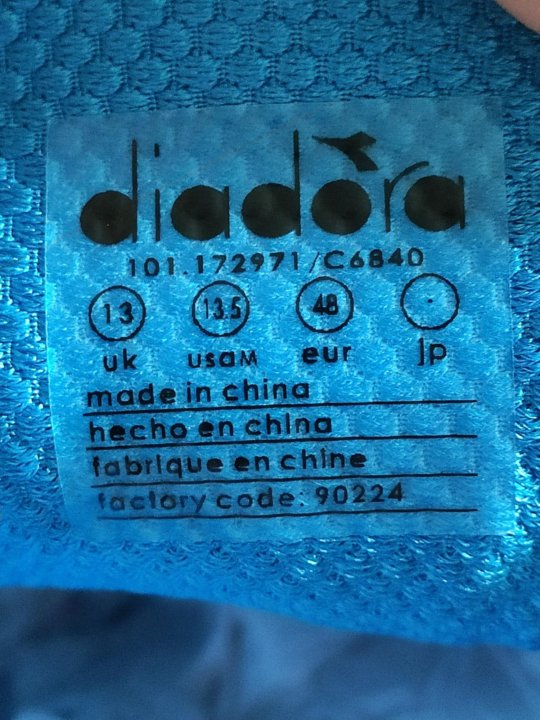 diadora
101.172971/C6840
13 13.5 48 .
uk usaM eur jp
made in china
hecho en china
fabrique en chine
factory code: 90224